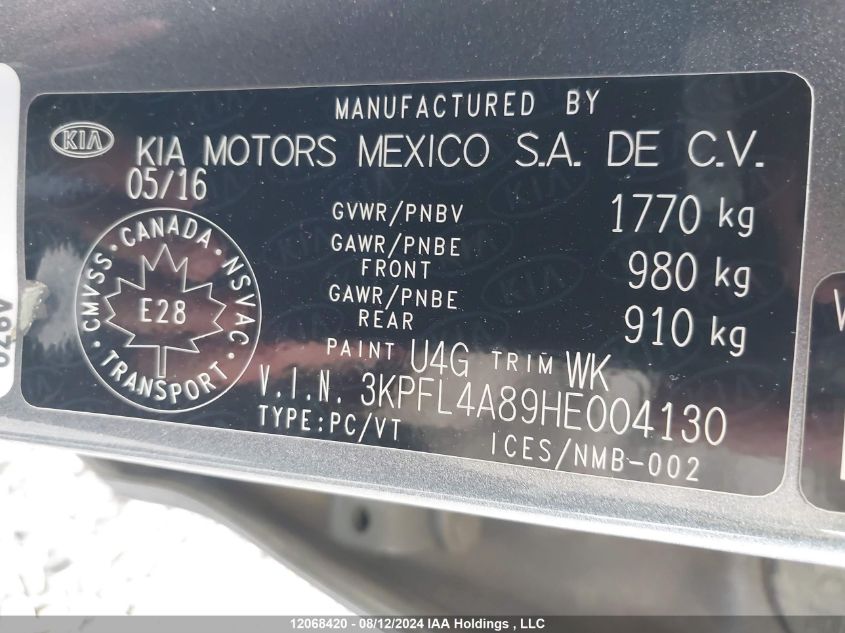 MANUFACTURED BY
KIA
KIA MOTORS MEXICO S.A. DE C.V.
05/16
GVWR/PNBV 1770 kg
GAWR/PNBE
FRONT 980 kg
GAWR/PNBE
REAR 910 kg
CMVSS · CANADA · NSVAC · TRANSPORT ·
E28
PAINT U4G TRIM WK
V.I.N. 3KPFL4A89HE004130
TYPE:PC/VT ICES/NMB-002
12068420 - 08/12/2024 IAA Holdings , LLC